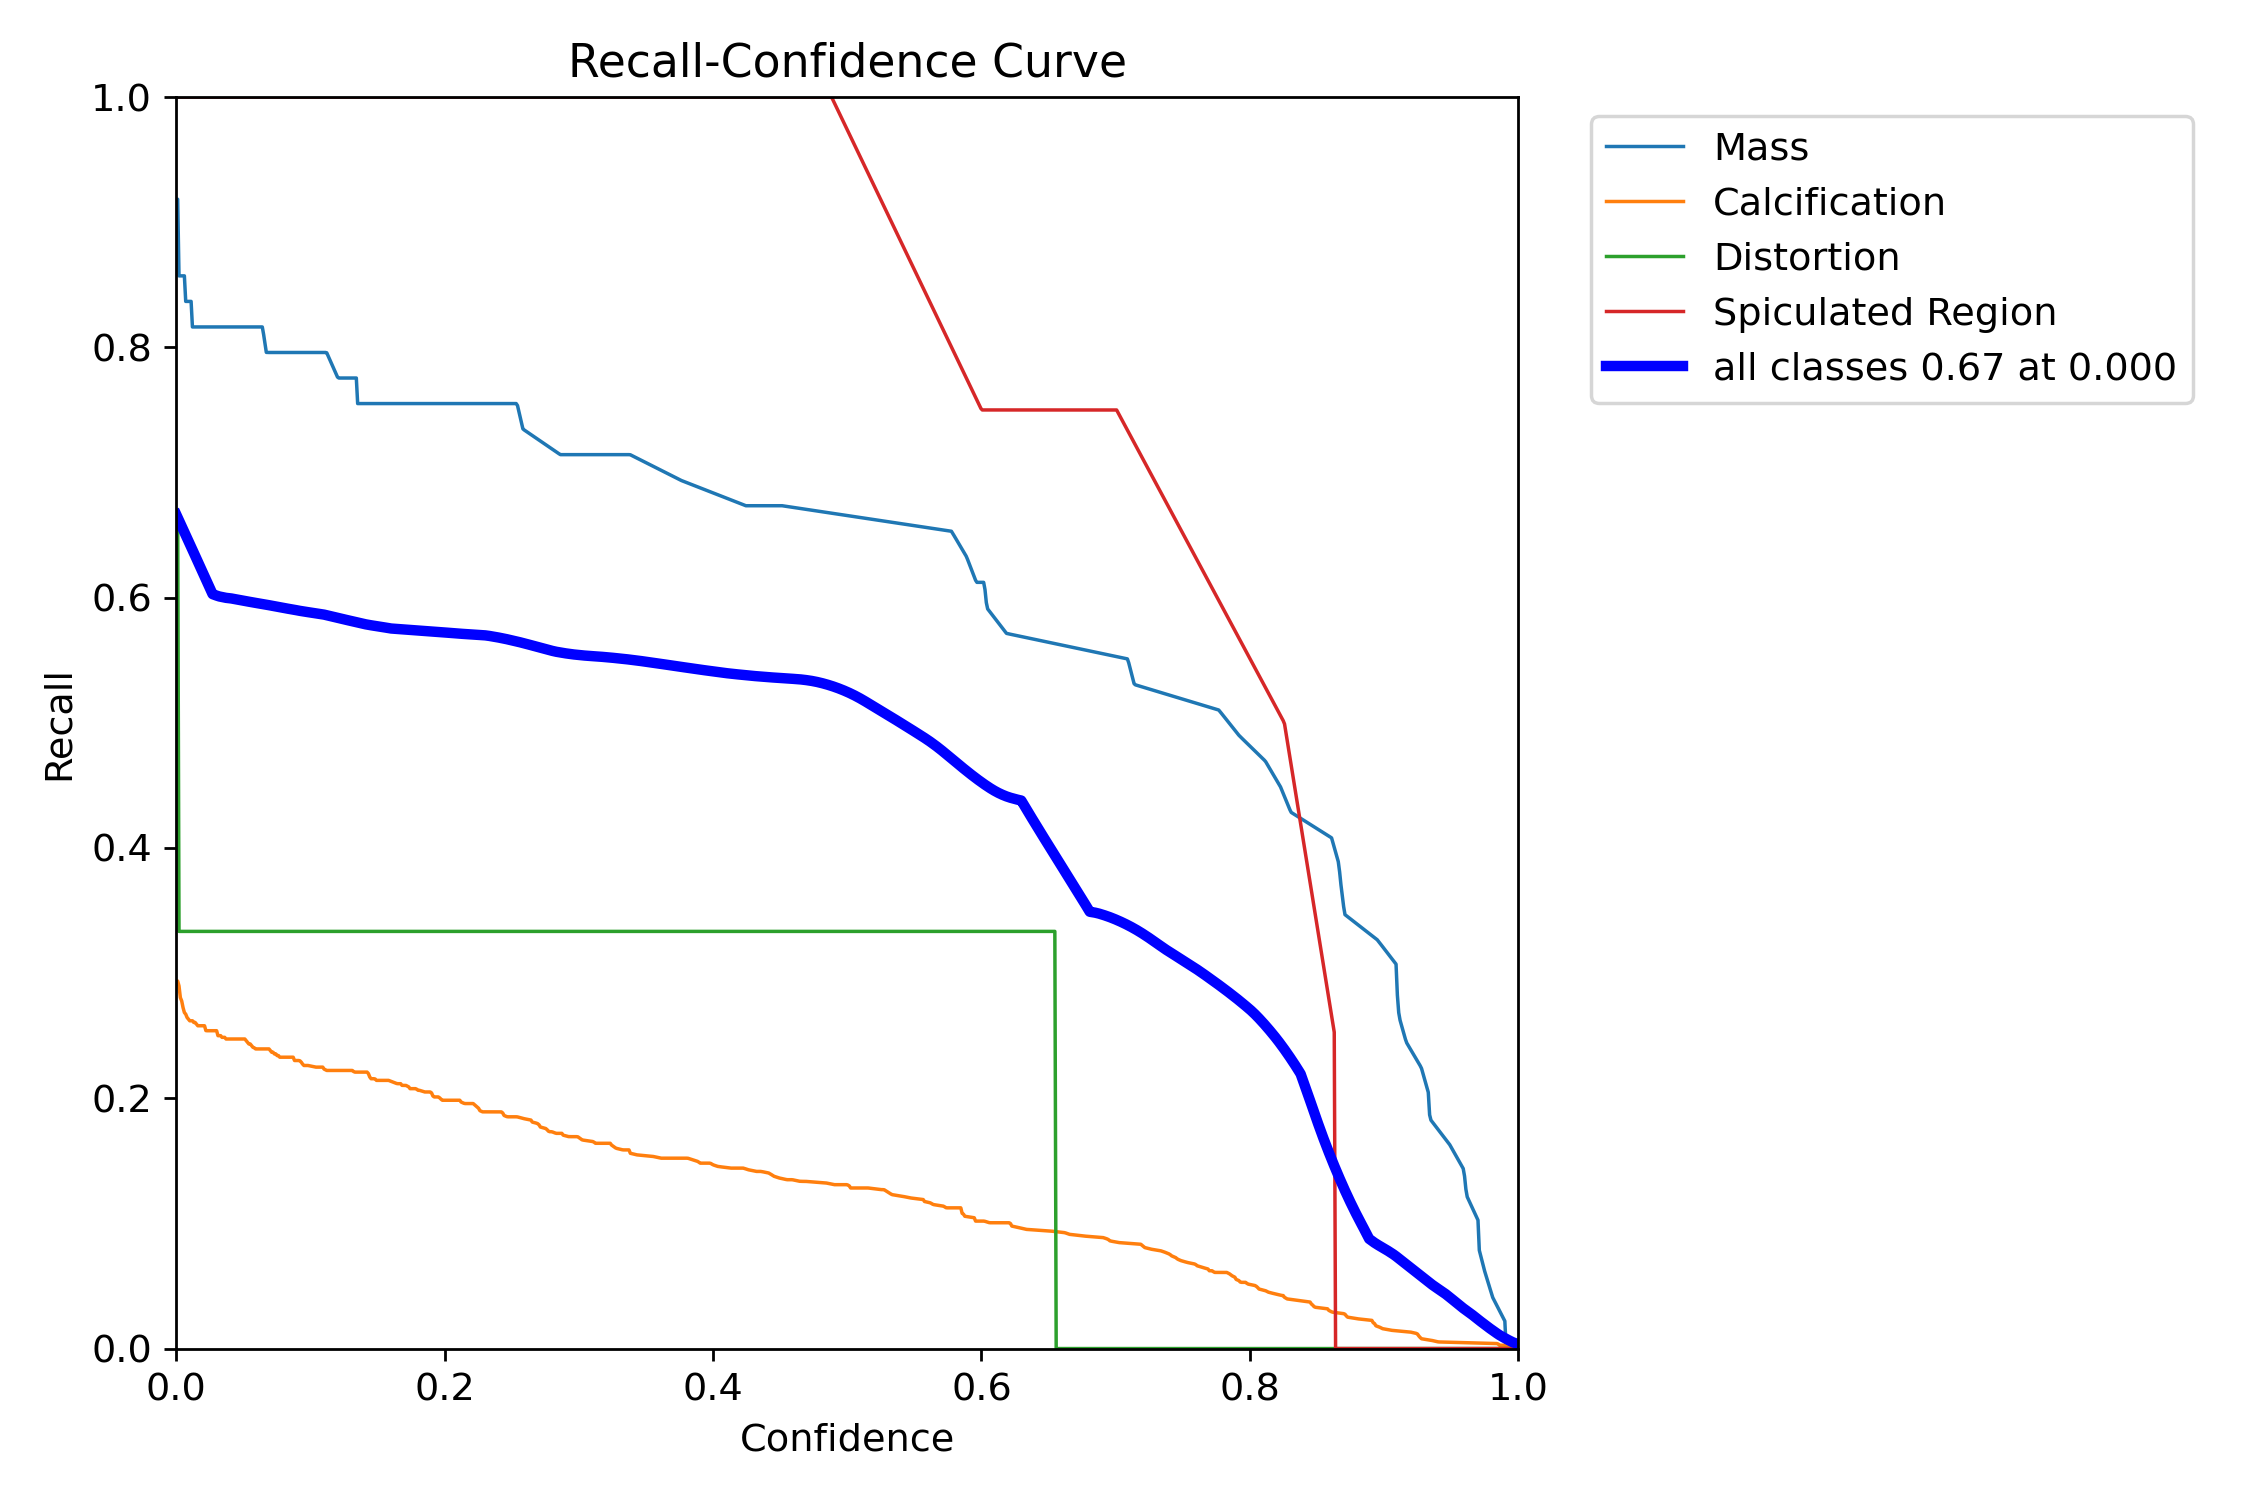 Recall-Confidence Curve
1.0
0.8
0.6
0.4
0.2
0.0
Recall
0.0 0.2 0.4 0.6 0.8 1.0
Confidence
Mass
Calcification
Distortion
Spiculated Region
all classes 0.67 at 0.000